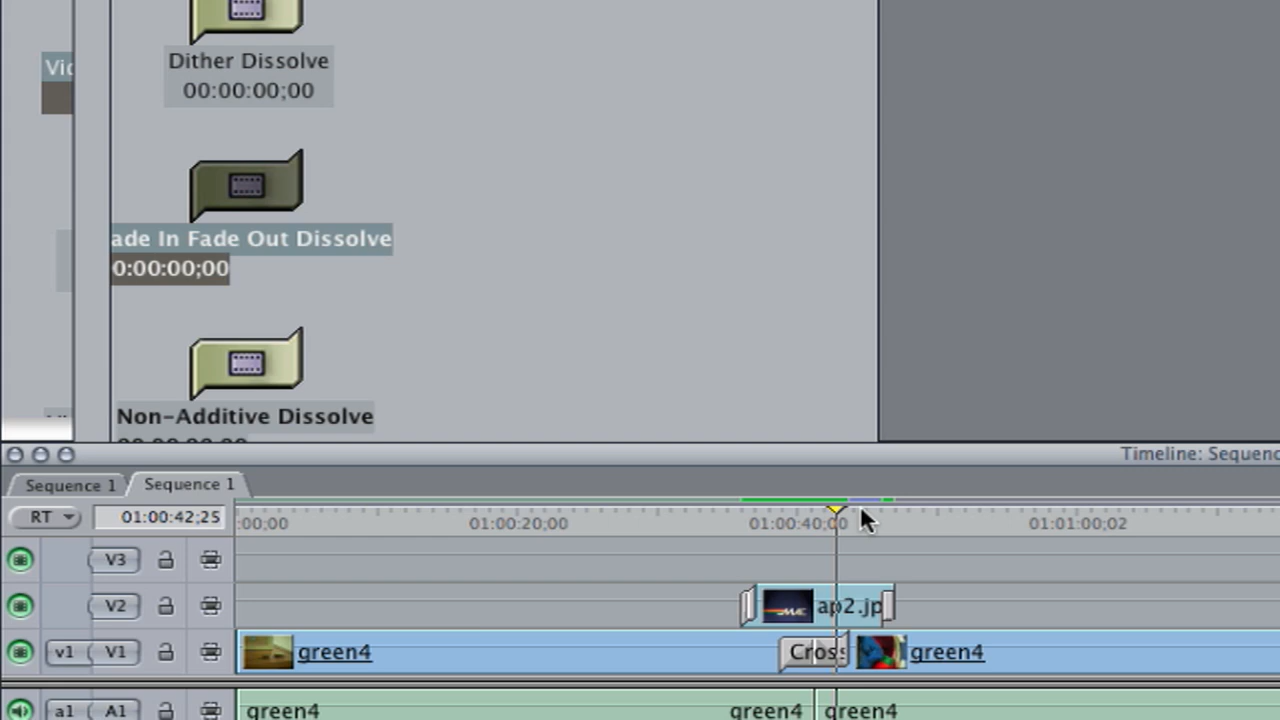 Dither Dissolve
00:00:00;00
Vic
ade In Fade Out Dissolve
0:00:00;00
Non-Additive Dissolve
Timeline: Sequenc
Sequence 1
Sequence 1
RT
01:00:42;25
:00;00
01:00:20;00
01:00:40;00
01:01:00;02
V3
V2
ap2.jp
v1
V1
green4
Cross
green4
a1
A1
green4
green4
green4